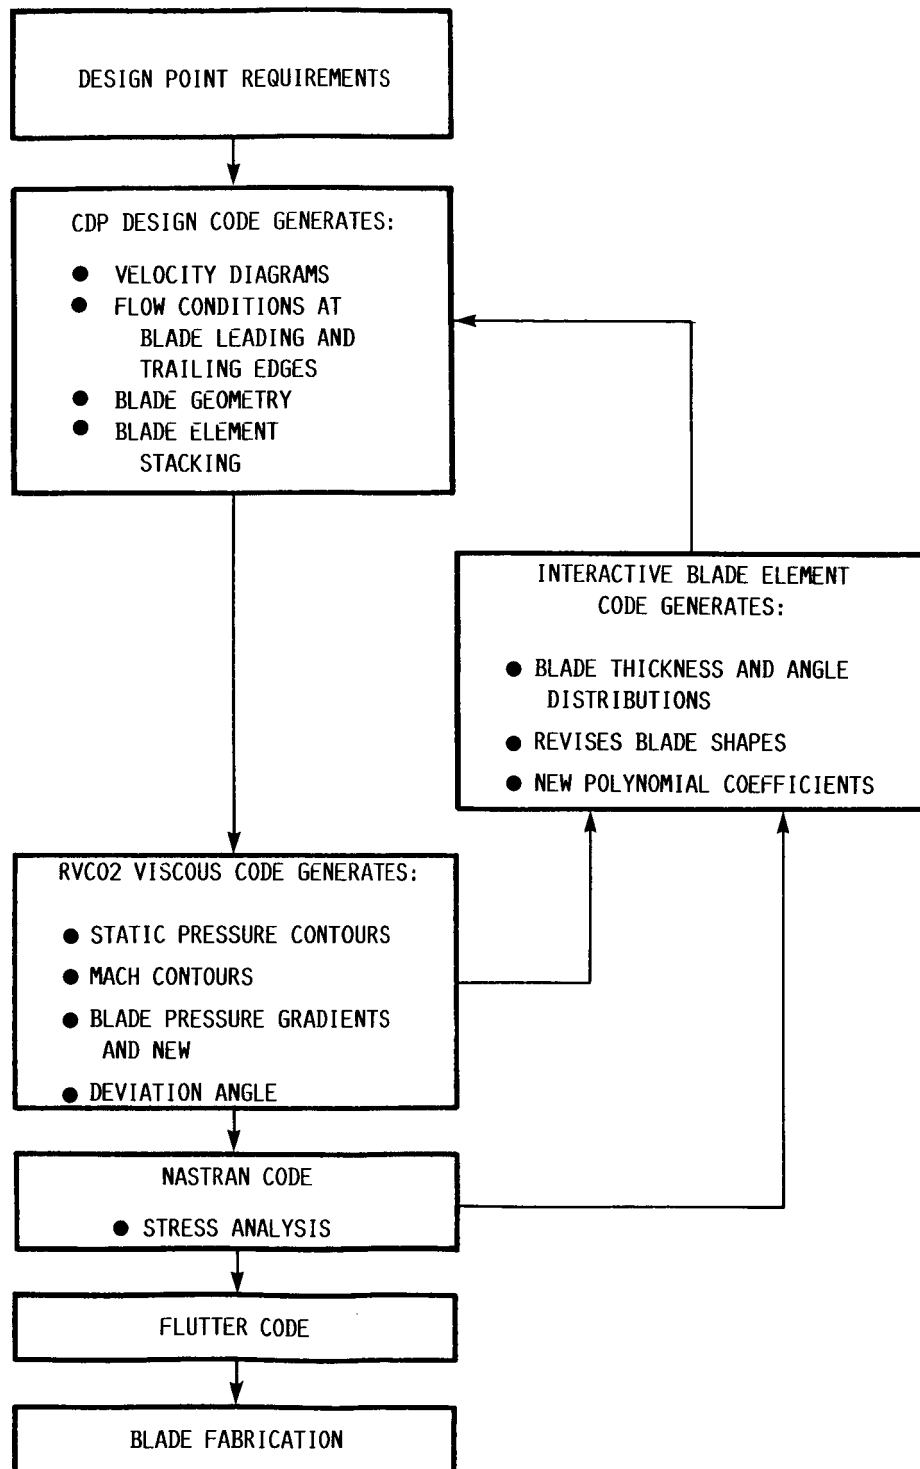 DESIGN POINT REQUIREMENTS
CDP DESIGN CODE GENERATES:
● VELOCITY DIAGRAMS
● FLOW CONDITIONS AT
BLADE LEADING AND
TRAILING EDGES
● BLADE GEOMETRY
● BLADE ELEMENT
STACKING
INTERACTIVE BLADE ELEMENT
CODE GENERATES:
● BLADE THICKNESS AND ANGLE
DISTRIBUTIONS
● REVISES BLADE SHAPES
● NEW POLYNOMIAL COEFFICIENTS
RVCO2 VISCOUS CODE GENERATES:
● STATIC PRESSURE CONTOURS
● MACH CONTOURS
● BLADE PRESSURE GRADIENTS
AND NEW
● DEVIATION ANGLE
NASTRAN CODE
● STRESS ANALYSIS
FLUTTER CODE
BLADE FABRICATION